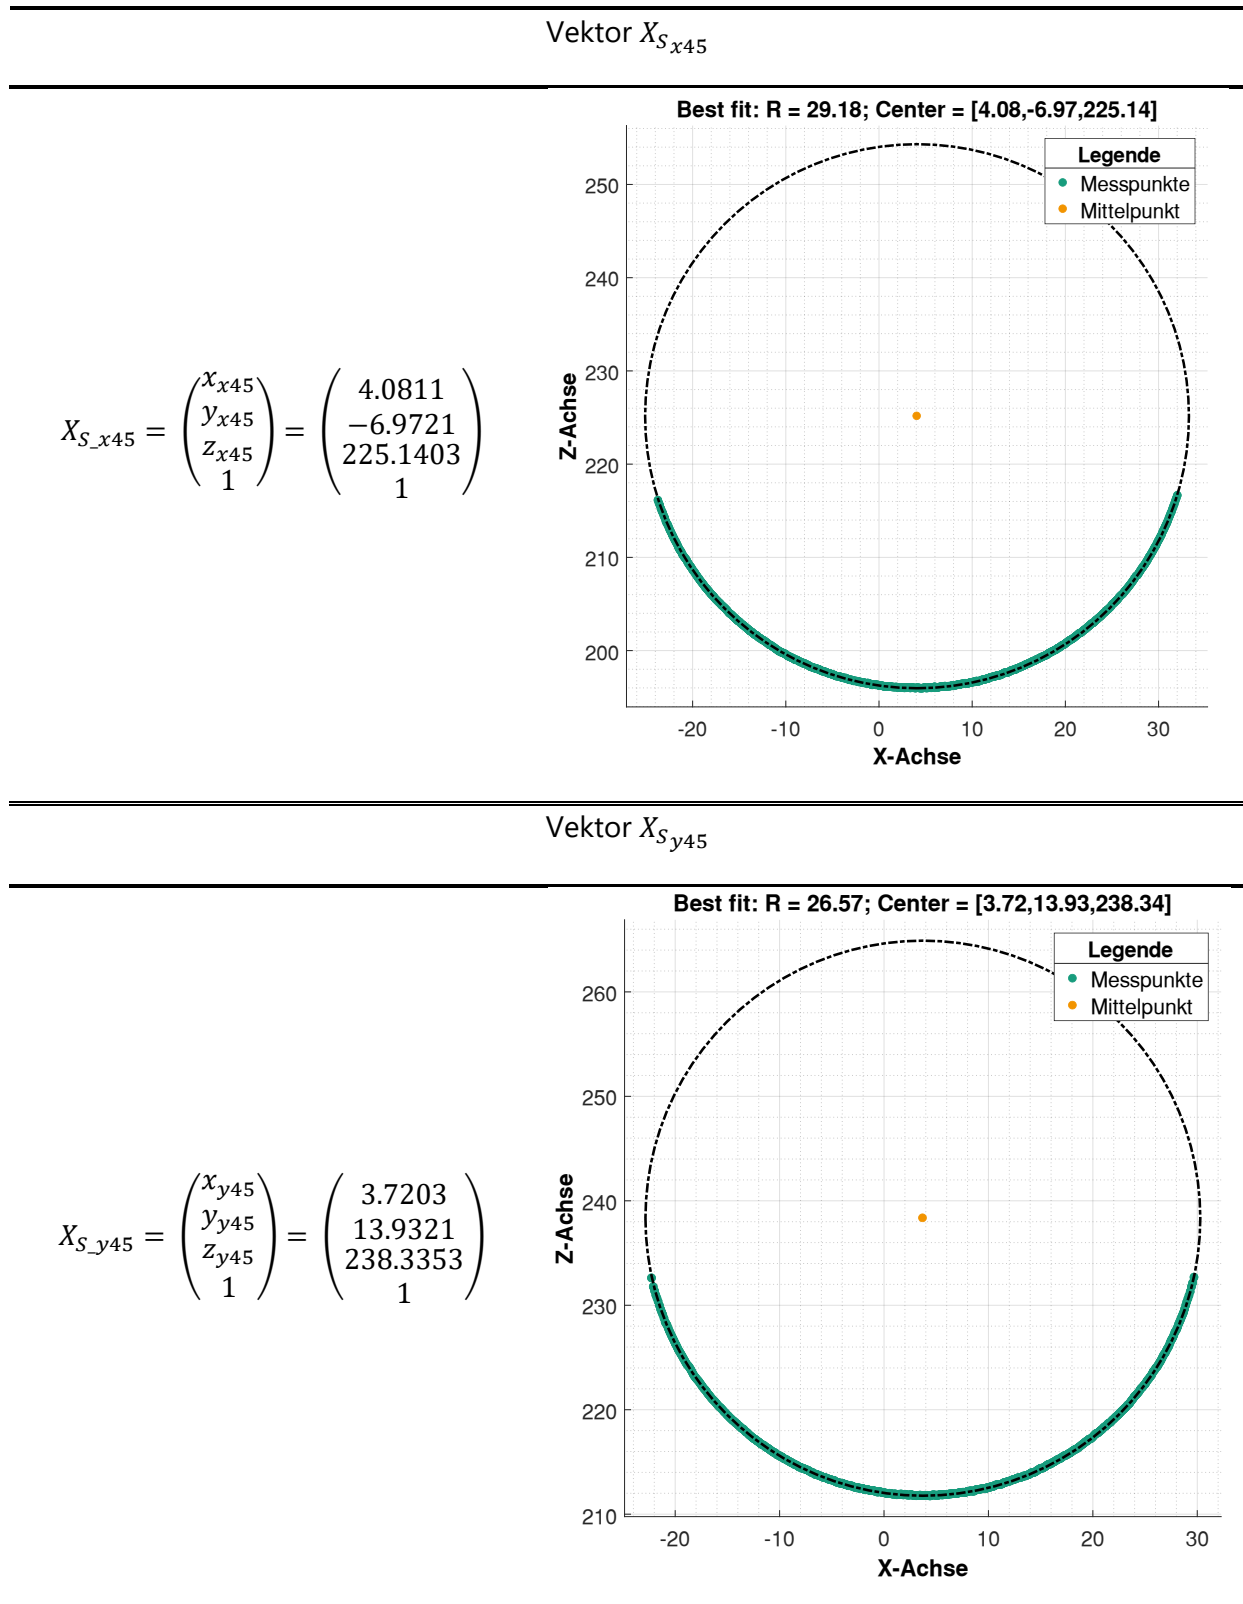 Vektor X_{S_{x45}}
Best fit: R = 29.18; Center = [4.08,-6.97,225.14]
X_{S\_x45} = (x_{x45} y_{x45} z_{x45} 1) = (4.0811 −6.9721 225.1403 1)
Legende
Messpunkte
Mittelpunkt
250
240
230
220
210
200
Z-Achse
-20 -10 0 10 20 30
X-Achse
Vektor X_{S_{y45}}
Best fit: R = 26.57; Center = [3.72,13.93,238.34]
X_{S\_y45} = (x_{y45} y_{y45} z_{y45} 1) = (3.7203 13.9321 238.3353 1)
Legende
Messpunkte
Mittelpunkt
260
250
240
230
220
210
Z-Achse
-20 -10 0 10 20 30
X-Achse